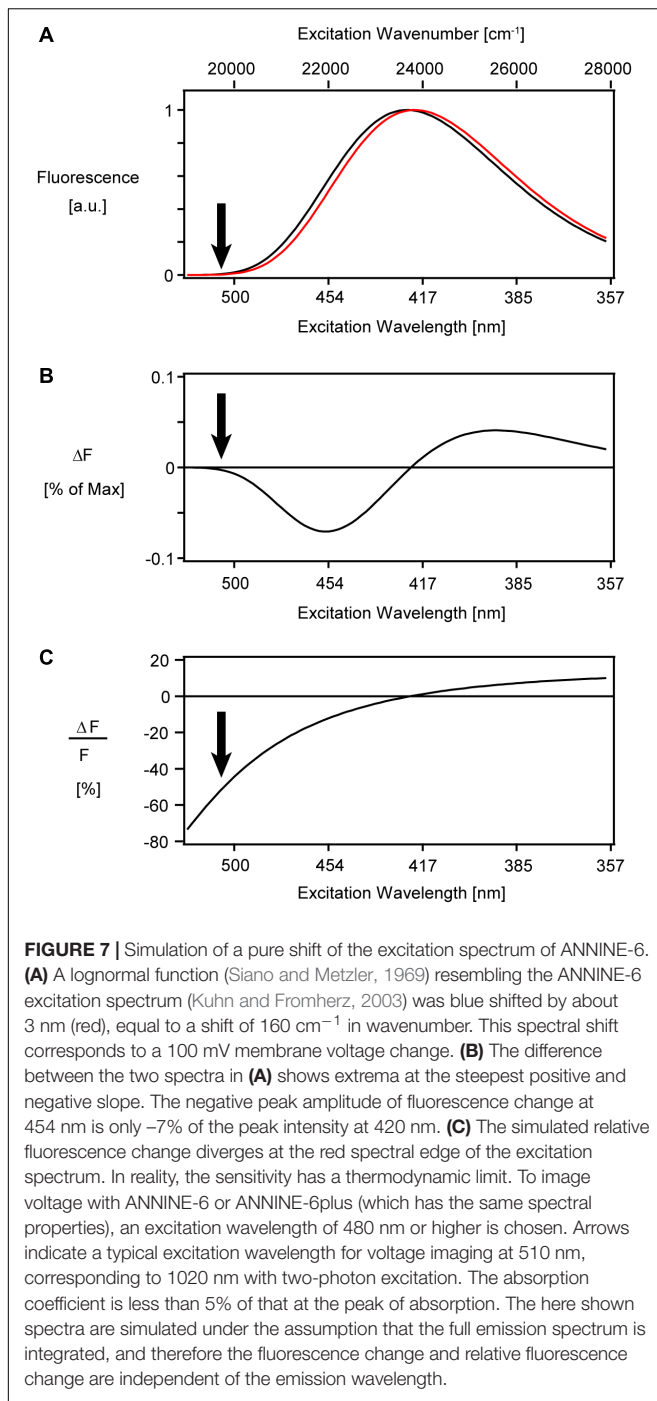 A
Excitation Wavenumber [cm-1]
20000 22000 24000 26000 28000
1
Fluorescence
[a.u.]
0
500 454 417 385 357
Excitation Wavelength [nm]
B
0.1
ΔF
0
[% of Max]
-0.1
500 454 417 385 357
Excitation Wavelength [nm]
C
20
0
ΔF
-20
F
-40
[%]
-60
-80
500 454 417 385 357
Excitation Wavelength [nm]
FIGURE 7 | Simulation of a pure shift of the excitation spectrum of ANNINE-6.
(A) A lognormal function (Siano and Metzler, 1969) resembling the ANNINE-6
excitation spectrum (Kuhn and Fromherz, 2003) was blue shifted by about
3 nm (red), equal to a shift of 160 cm−1 in wavenumber. This spectral shift
corresponds to a 100 mV membrane voltage change. (B) The difference
between the two spectra in (A) shows extrema at the steepest positive and
negative slope. The negative peak amplitude of fluorescence change at
454 nm is only –7% of the peak intensity at 420 nm. (C) The simulated relative
fluorescence change diverges at the red spectral edge of the excitation
spectrum. In reality, the sensitivity has a thermodynamic limit. To image
voltage with ANNINE-6 or ANNINE-6plus (which has the same spectral
properties), an excitation wavelength of 480 nm or higher is chosen. Arrows
indicate a typical excitation wavelength for voltage imaging at 510 nm,
corresponding to 1020 nm with two-photon excitation. The absorption
coefficient is less than 5% of that at the peak of absorption. The here shown
spectra are simulated under the assumption that the full emission spectrum is
integrated, and therefore the fluorescence change and relative fluorescence
change are independent of the emission wavelength.